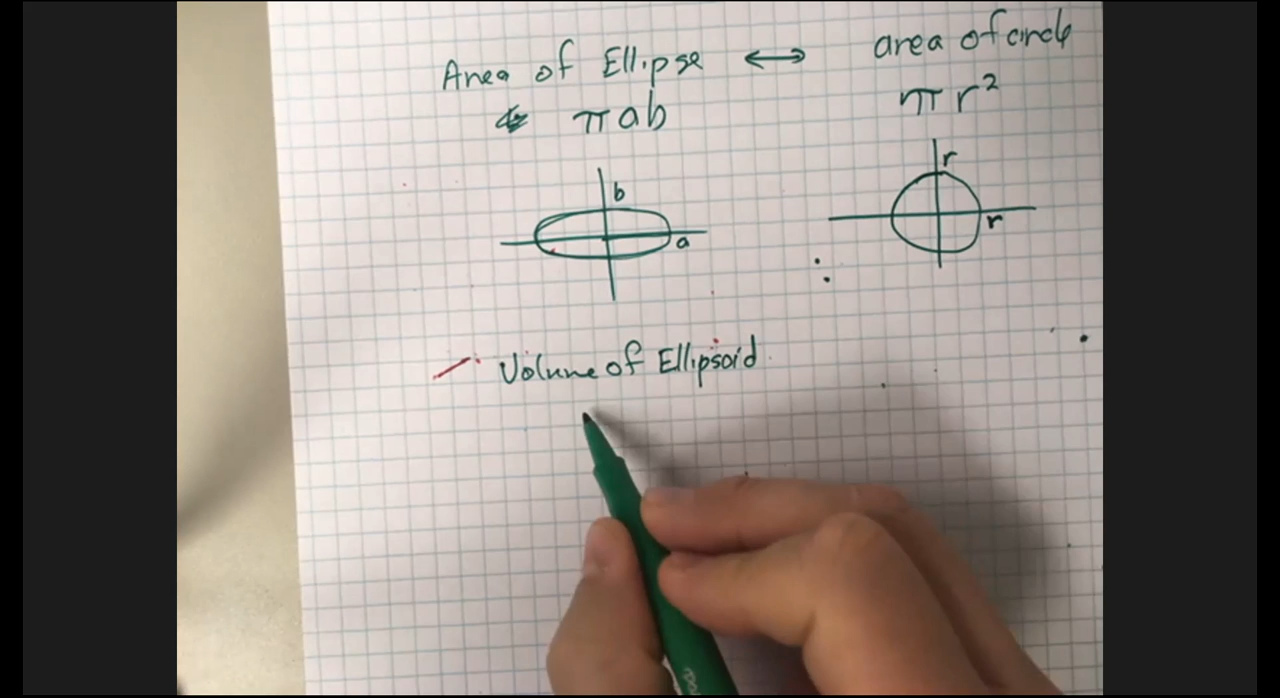 Area of Ellipse ↔ area of circle
πab
πr²
b
a
r
r
Volume of Ellipsoid